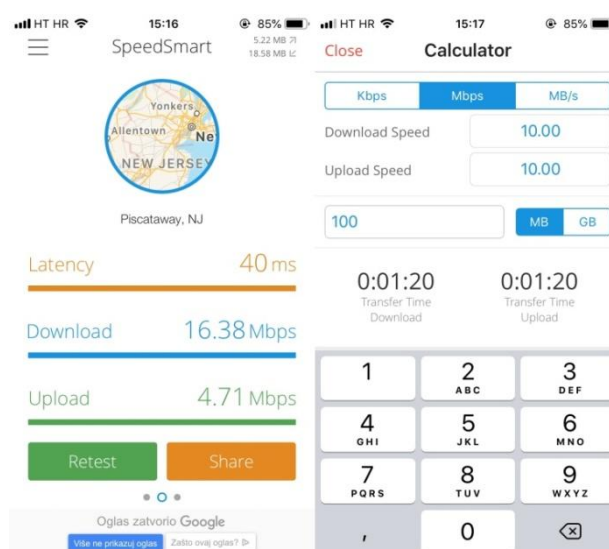 HT HR 15:16 85%
SpeedSmart
5.22 MB
18.58 MB
Yonkers
Allentown
Ne
NEW JERSEY
Piscataway, NJ
Latency 40 ms
Download 16.38 Mbps
Upload 4.71 Mbps
Retest Share
Oglas zatvorio Google
Više ne prikazuj oglas Zašto ovaj oglas?
HT HR 15:17 85%
Close Calculator
Kbps Mbps MB/s
Download Speed 10.00
Upload Speed 10.00
100 MB GB
0:01:20 0:01:20
Transfer Time Transfer Time
Download Upload
1 2 3
ABC DEF
4 5 6
GHI JKL MNO
7 8 9
PQRS TUV WXYZ
, 0